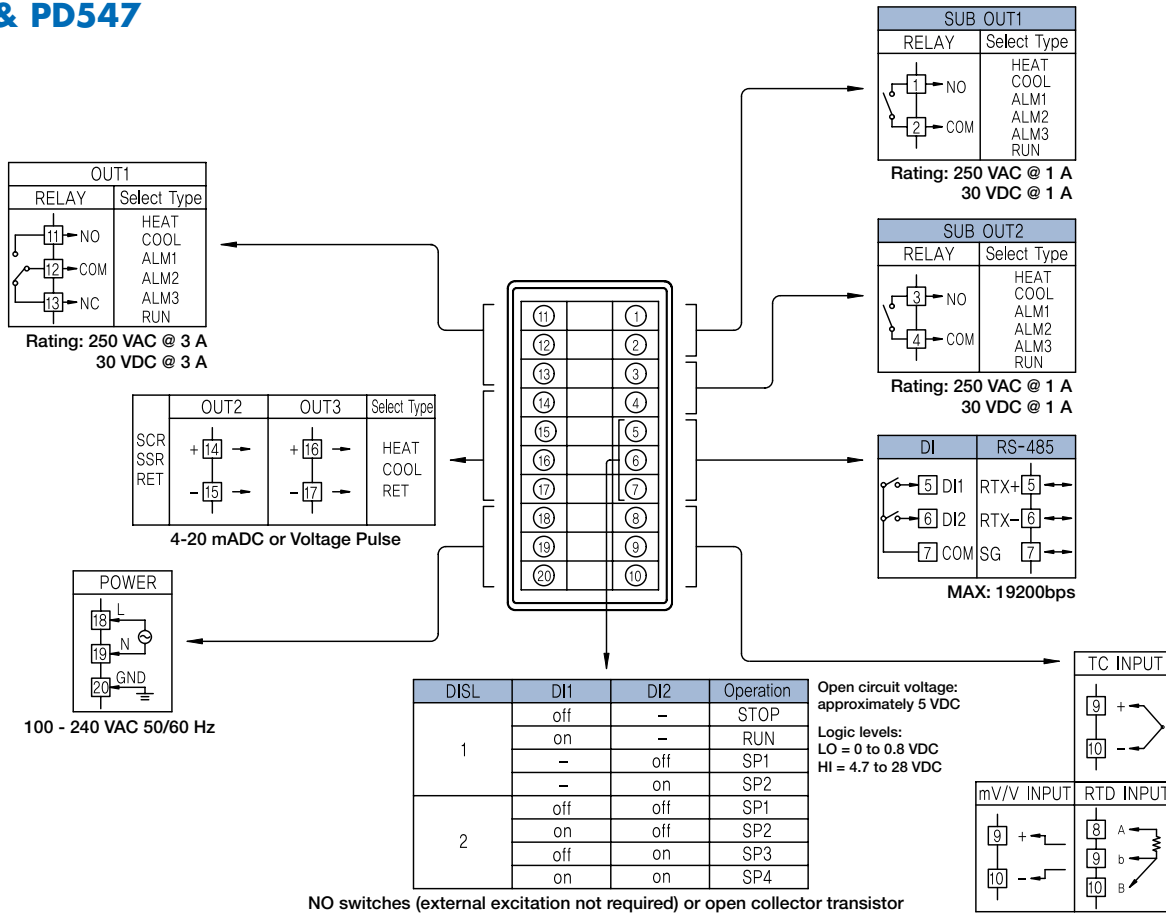 & PD547
SUB OUT1
RELAY Select Type
1 NO
2 COM
HEAT
COOL
ALM1
ALM2
ALM3
RUN
Rating: 250 VAC @ 1 A
30 VDC @ 1 A
OUT1
RELAY Select Type
11 NO
12 COM
13 NC
HEAT
COOL
ALM1
ALM2
ALM3
RUN
Rating: 250 VAC @ 3 A
30 VDC @ 3 A
SUB OUT2
RELAY Select Type
3 NO
4 COM
HEAT
COOL
ALM1
ALM2
ALM3
RUN
Rating: 250 VAC @ 1 A
30 VDC @ 1 A
11 1
12 2
13 3
14 4
15 5
16 6
17 7
18 8
19 9
20 10
OUT2 OUT3 Select Type
SCR
SSR
RET
+ 14 + 16
- 15 - 17
HEAT
COOL
RET
4-20 mADC or Voltage Pulse
DI RS-485
5 DI1 RTX+ 5
6 DI2 RTX- 6
7 COM SG 7
MAX: 19200bps
POWER
18 L
19 N
20 GND
100 - 240 VAC 50/60 Hz
DISL DI1 DI2 Operation
1 off – STOP
on – RUN
– off SP1
– on SP2
2 off off SP1
on off SP2
off on SP3
on on SP4
Open circuit voltage:
approximately 5 VDC
Logic levels:
LO = 0 to 0.8 VDC
HI = 4.7 to 28 VDC
NO switches (external excitation not required) or open collector transistor
TC INPUT
9 +
10 -
mV/V INPUT RTD INPUT
9 +
10 -
8 A
9 b
10 B